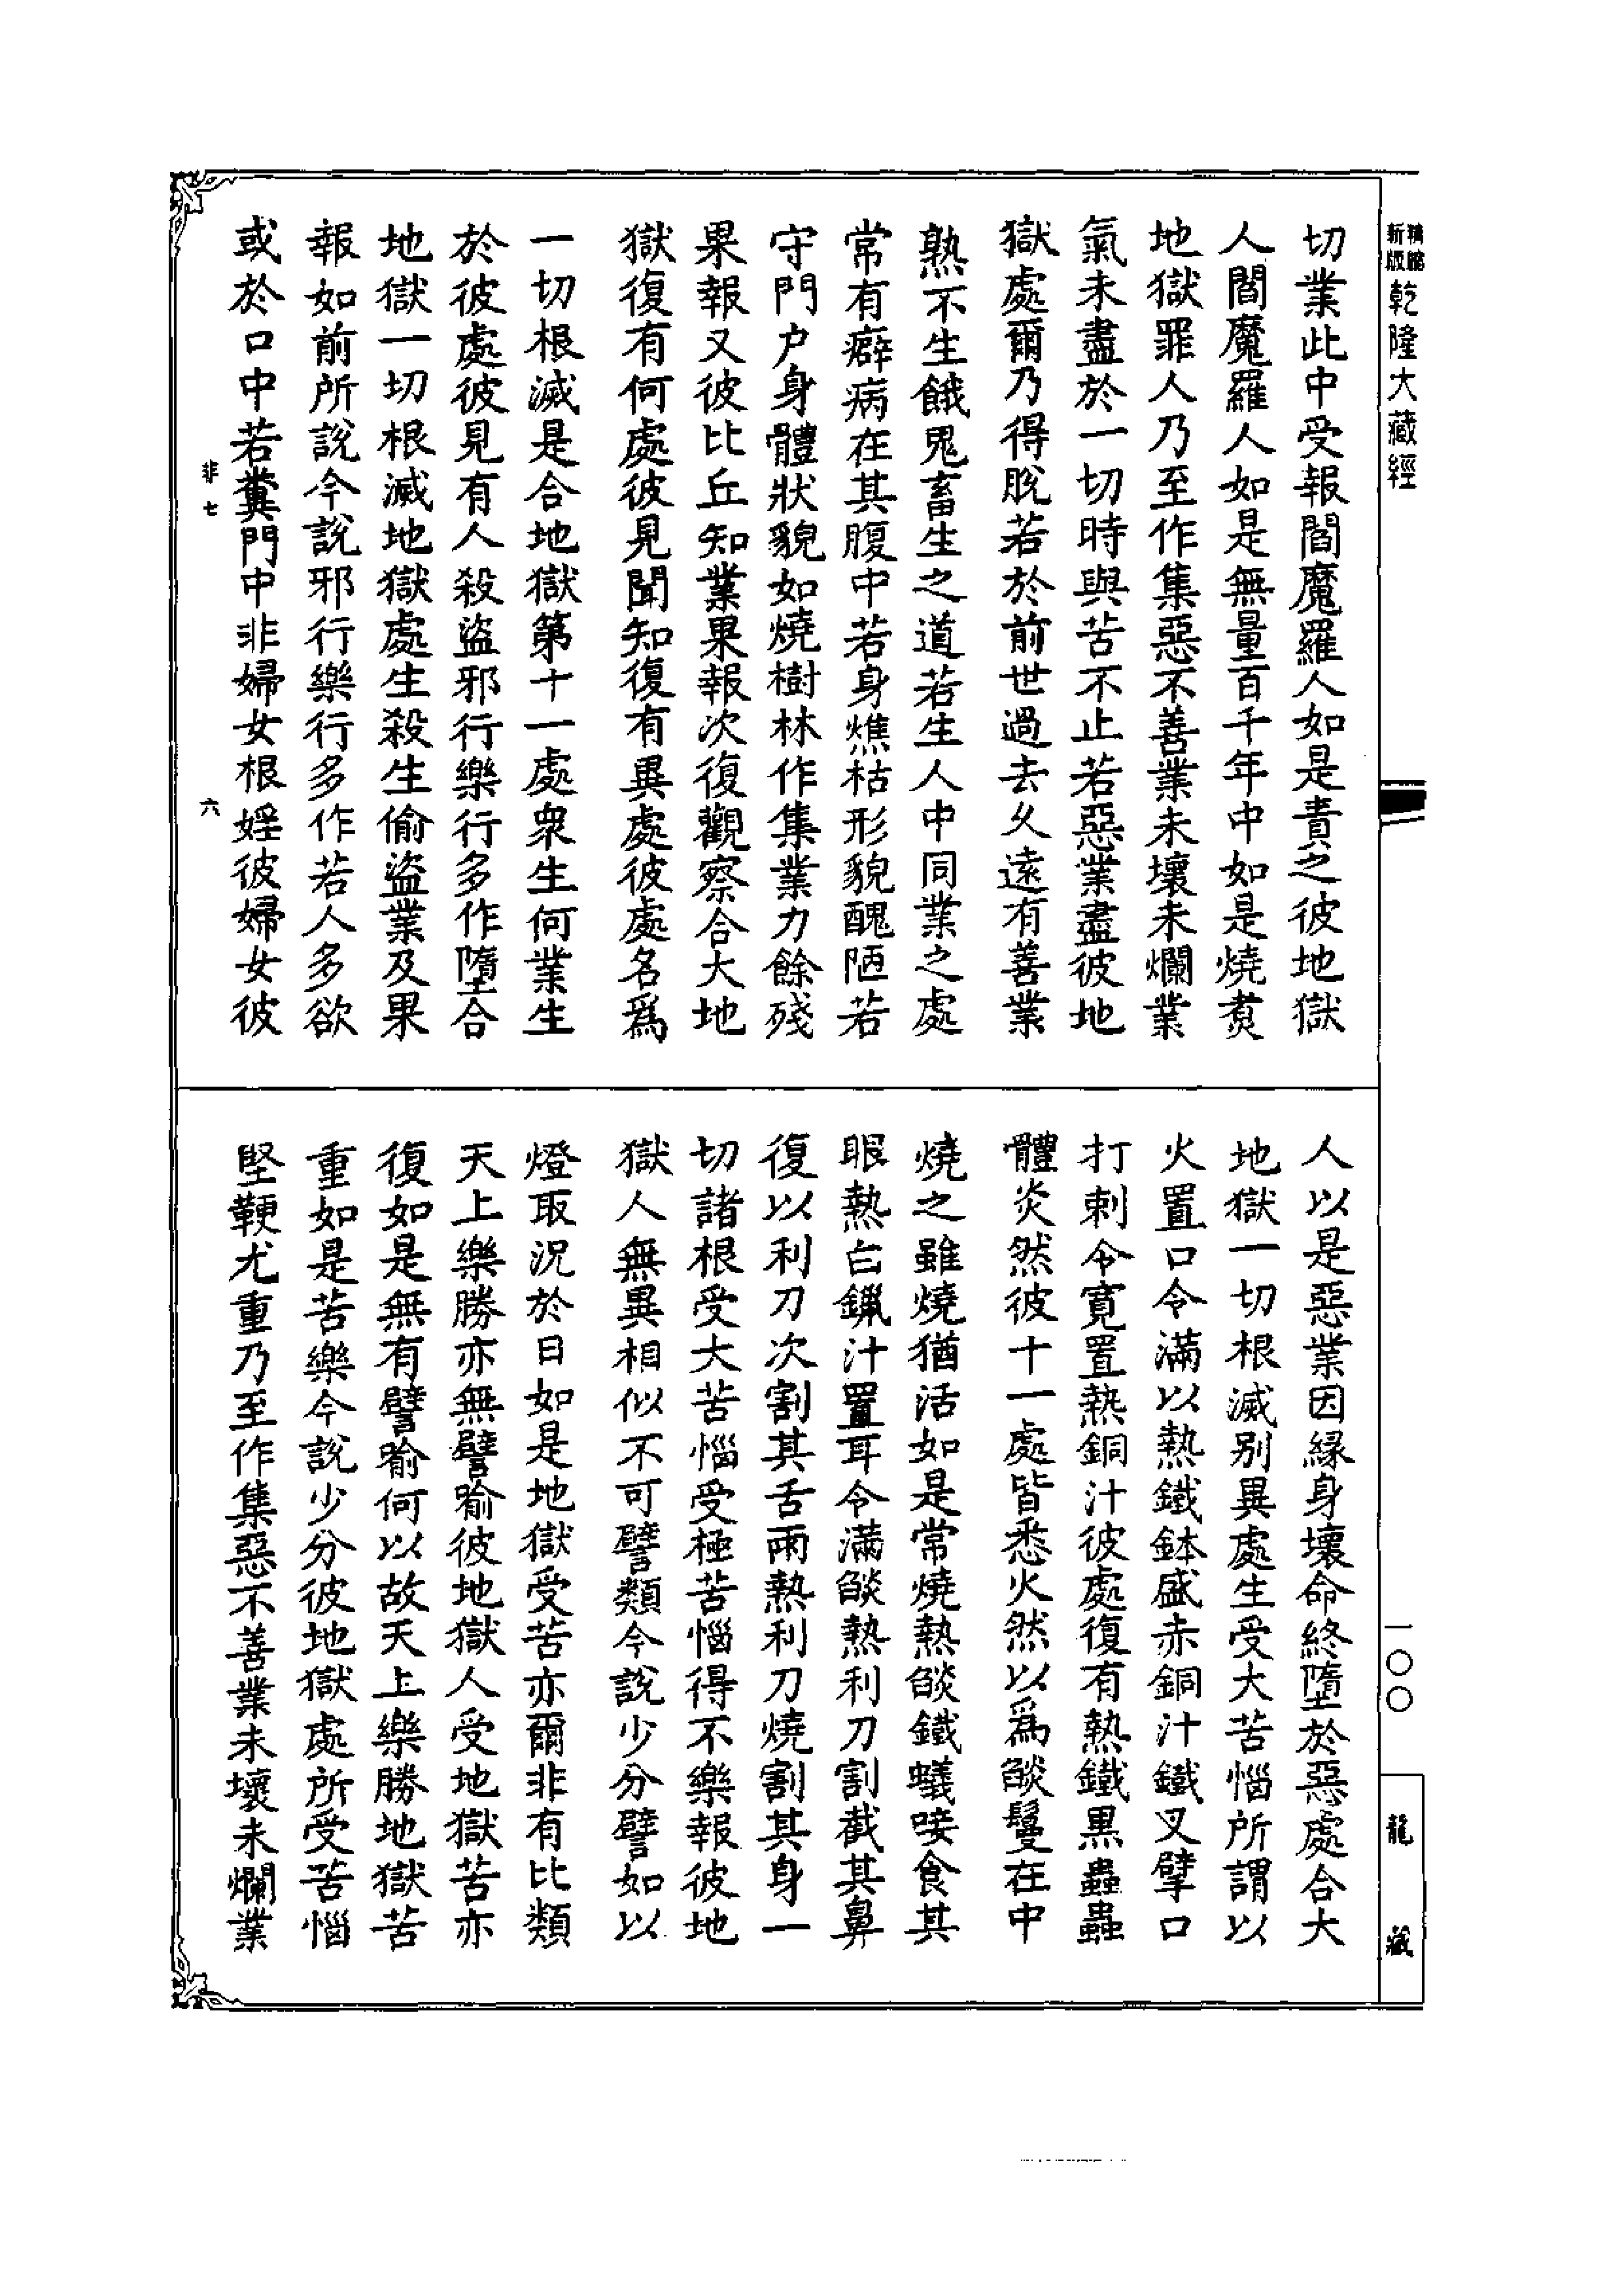 精縮新版乾隆大藏經
切業此中受報閻魔羅人如是責之彼地獄
人閻魔羅人如是無量百千年中如是燒煑
地獄罪人乃至作集惡不善業未壞未爛業
氣未盡於一切時與苦不止若惡業盡彼地
獄處爾乃得脫若於前世過去久遠有善業
熟不生餓鬼畜生之道若生人中同業之處
常有癖病在其腹中若身燋枯形貌醜陋若
守門户身體狀貌如燒樹林作集業力餘殘
果報又彼比丘知業果報次復觀察合大地
獄復有何處彼見聞知復有異處彼處名爲
一切根滅是合地獄第十一處衆生何業生
於彼處彼見有人殺盜邪行樂行多作墮合
地獄一切根滅地獄處生殺生偷盜業及果
報如前所說今說邪行樂行多作若人多欲
或於口中若糞門中非婦女根婬彼婦女彼
非七
六
人以是惡業因緣身壞命終墮於惡處合大
地獄一切根滅别異處生受大苦惱所謂以
火置口令滿以熱鐵鉢盛赤銅汁鐵叉擘口
打刺令寬置熱銅汁彼處復有熱鐵黒蟲蟲
體炎然彼十一處皆悉火然以爲㷔鬘在中
燒之雖燒猶活如是常燒熱㷔鐵蟻唼食其
眼熱白鑞汁置耳令滿㷔熱利刀割截其鼻
復以利刀次割其舌兩熱利刀燒割其身一
切諸根受大苦惱受極苦惱得不樂報彼地
獄人無異相似不可譬類今說少分譬如以
燈取況於日如是地獄受苦亦爾非有比類
天上樂勝亦無譬喻彼地獄人受地獄苦亦
復如是無有譬喻何以故天上樂勝地獄苦
重如是苦樂今說少分彼地獄處所受苦惱
堅鞕尤重乃至作集惡不善業未壞未爛業
一〇〇
龍藏